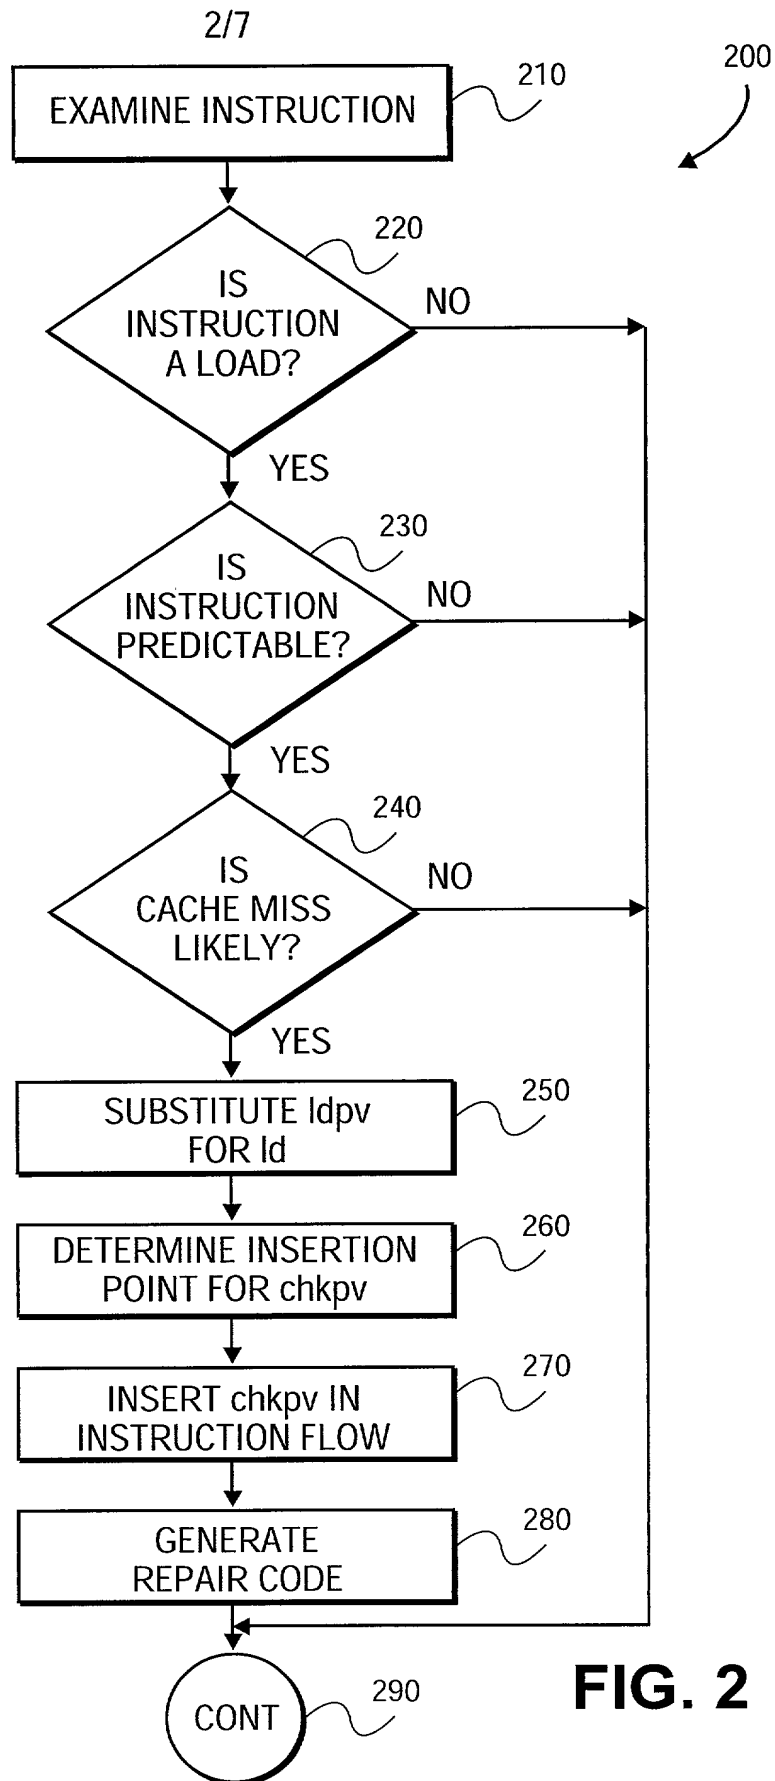 2/7
200
EXAMINE INSTRUCTION
210
220
IS
INSTRUCTION
A LOAD?
NO
YES
230
IS
INSTRUCTION
PREDICTABLE?
NO
YES
240
IS
CACHE MISS
LIKELY?
NO
YES
250
SUBSTITUTE ldpv
FOR ld
260
DETERMINE INSERTION
POINT FOR chkpv
270
INSERT chkpv IN
INSTRUCTION FLOW
280
GENERATE
REPAIR CODE
290
CONT
FIG. 2